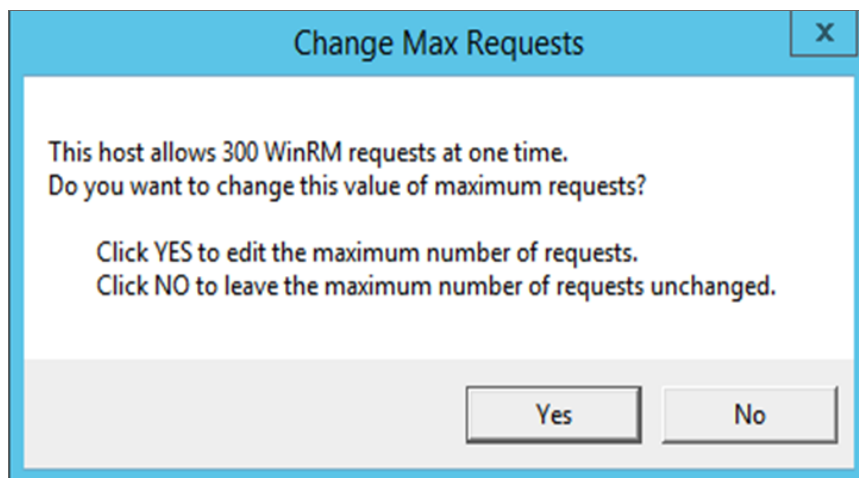 Change Max Requests
x
This host allows 300 WinRM requests at one time.
Do you want to change this value of maximum requests?
Click YES to edit the maximum number of requests.
Click NO to leave the maximum number of requests unchanged.
Yes
No